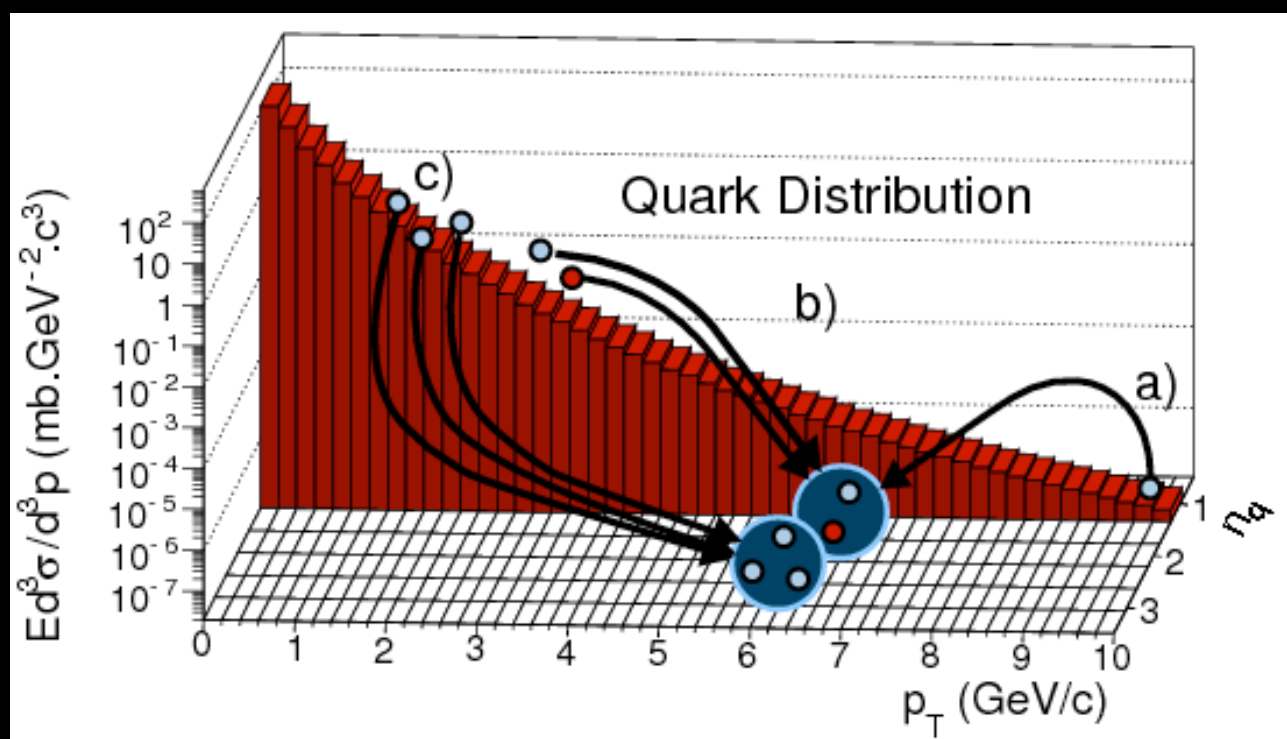 c)
Quark Distribution
b)
a)
Ed³σ/d³p (mb.GeV⁻².c³)
10²
10
1
10⁻¹
10⁻²
10⁻³
10⁻⁴
10⁻⁵
10⁻⁶
10⁻⁷
0 1 2 3 4 5 6 7 8 9 10
p_T (GeV/c)
1
2
3
n_q